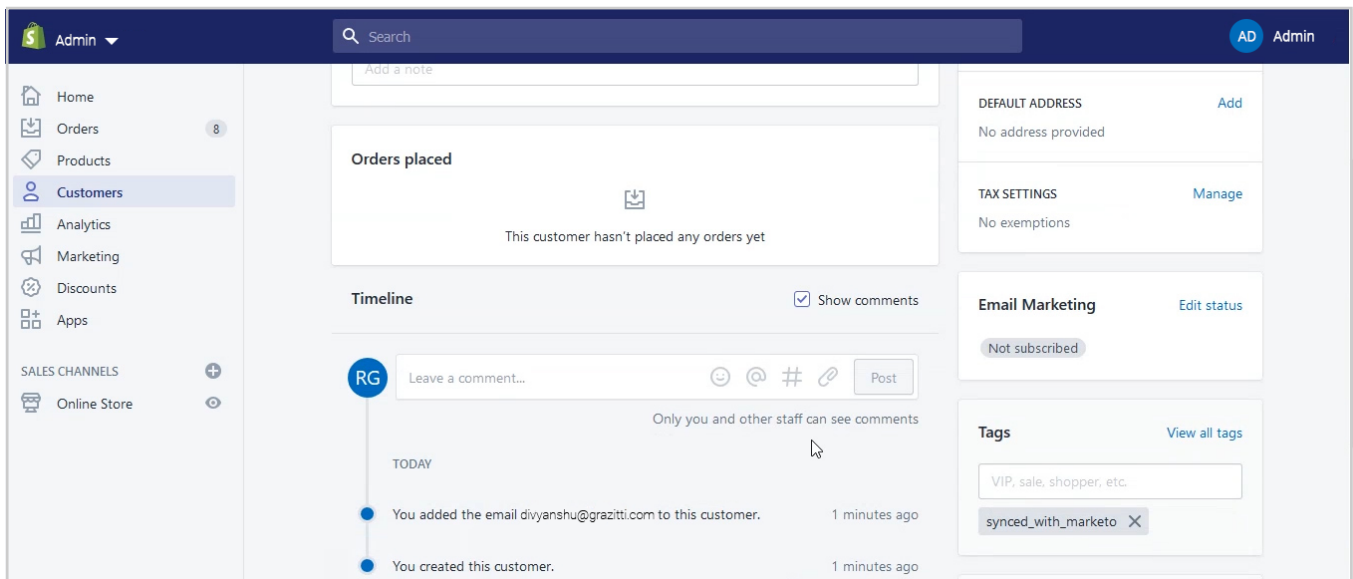 Admin
Search
AD Admin
Home
Orders 8
Products
Customers
Analytics
Marketing
Discounts
Apps
SALES CHANNELS
Online Store
Add a note
Orders placed
This customer hasn't placed any orders yet
Timeline
Show comments
RG
Leave a comment...
Post
Only you and other staff can see comments
TODAY
You added the email divyanshu@grazitti.com to this customer. 1 minutes ago
You created this customer. 1 minutes ago
DEFAULT ADDRESS Add
No address provided
TAX SETTINGS Manage
No exemptions
Email Marketing Edit status
Not subscribed
Tags View all tags
VIP, sale, shopper, etc.
synced_with_marketo